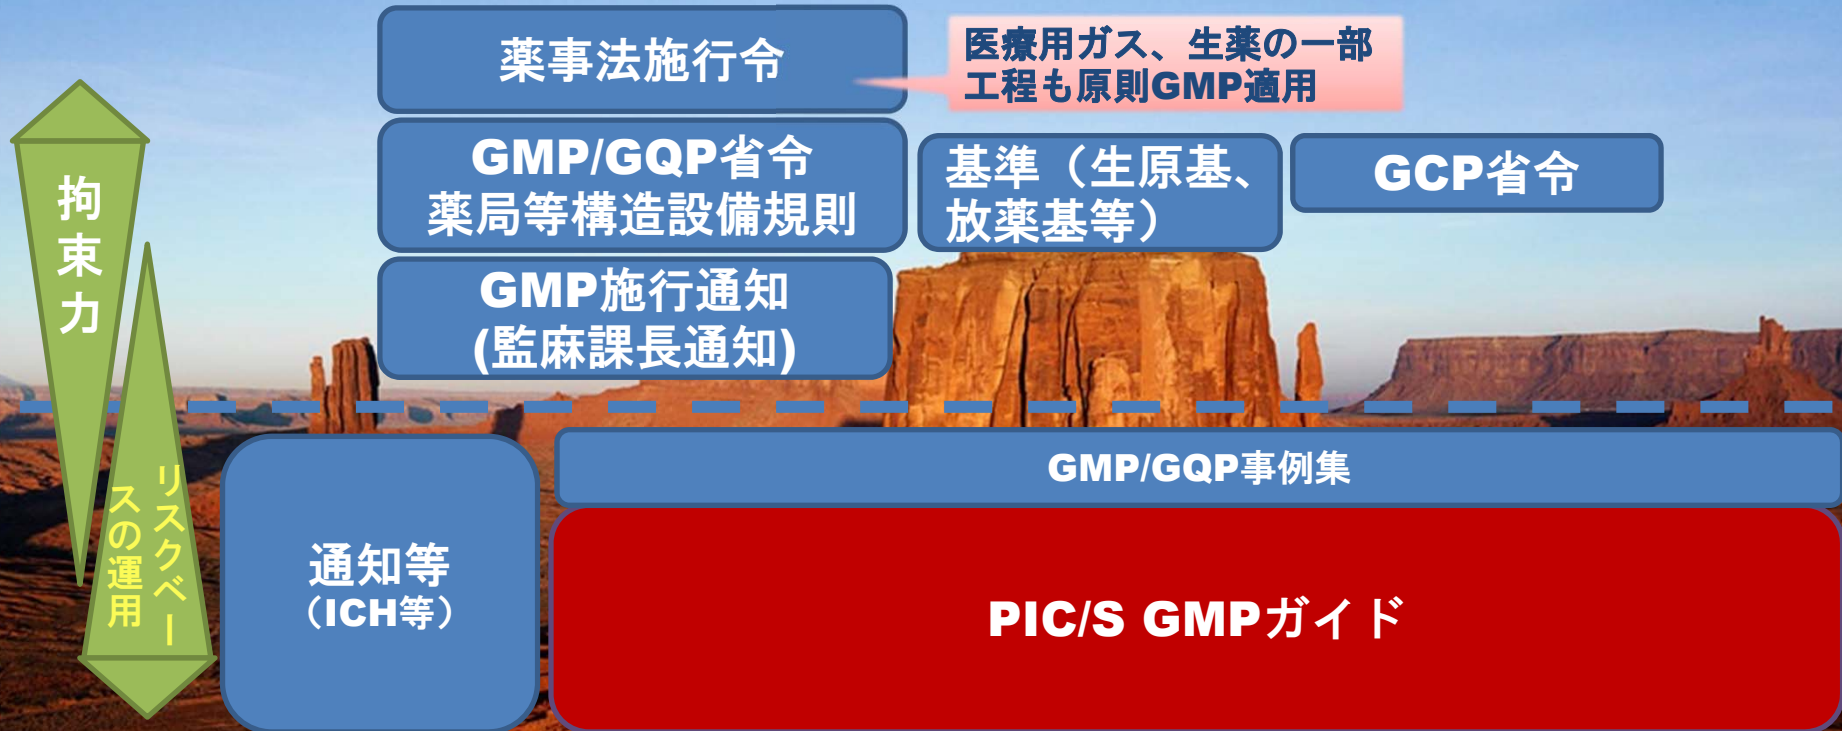 薬事法施行令
医療用ガス、生薬の一部
工程も原則GMP適用
GMP/GQP省令
薬局等構造設備規則
基準（生原基、
放薬基等）
GCP省令
GMP施行通知
(監麻課長通知)
拘束力
リスクベー
スの運用
GMP/GQP事例集
通知等
（ICH等）
PIC/S GMPガイド